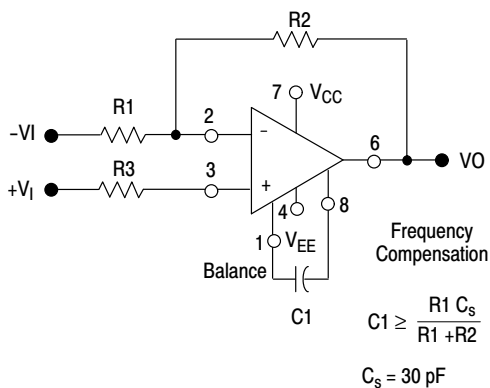 R2
7
VCC
R1
2
–
6
–VI
VO
3
+VI
R3
+
4
8
1
VEE
Balance
C1
Frequency
Compensation
C1 ≥ R1 Cs / R1 +R2
Cs = 30 pF